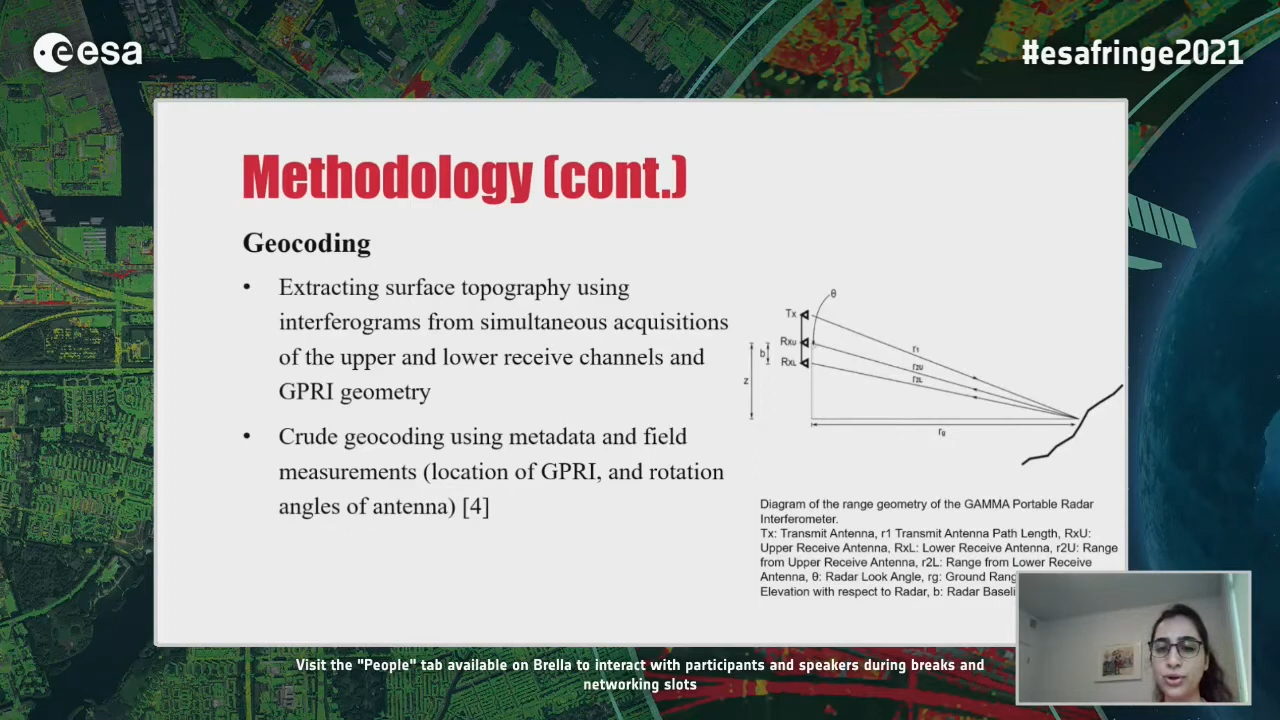 esa
#esafringe2021
Methodology (cont.)
Geocoding
• Extracting surface topography using
interferograms from simultaneous acquisitions
of the upper and lower receive channels and
GPRI geometry
• Crude geocoding using metadata and field
measurements (location of GPRI, and rotation
angles of antenna) [4]
θ
Tx
RxU
b
RxL
r1
r2U
r2L
z
rg
Diagram of the range geometry of the GAMMA Portable Radar
Interferometer.
Tx: Transmit Antenna, r1 Transmit Antenna Path Length, RxU:
Upper Receive Antenna, RxL: Lower Receive Antenna, r2U: Range
from Upper Receive Antenna, r2L: Range from Lower Receive
Antenna, θ: Radar Look Angle, rg: Ground
Elevation with respect to Radar, b: Radar
Visit the "People" tab available on Brella to interact with participants and speakers during breaks and
networking slots